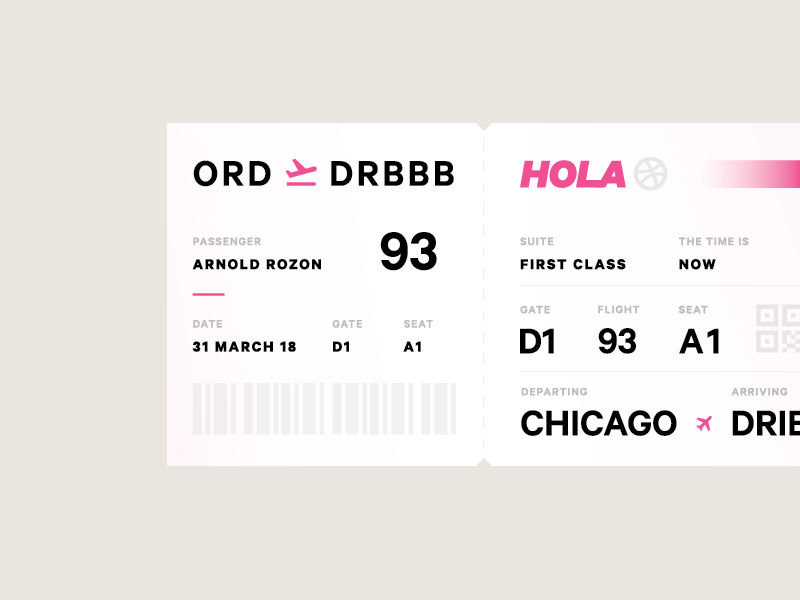 ORD DRBBB
PASSENGER
ARNOLD ROZON
93
DATE GATE SEAT
31 MARCH 18 D1 A1
HOLA
SUITE THE TIME IS
FIRST CLASS NOW
GATE FLIGHT SEAT
D1 93 A1
DEPARTING ARRIVING
CHICAGO